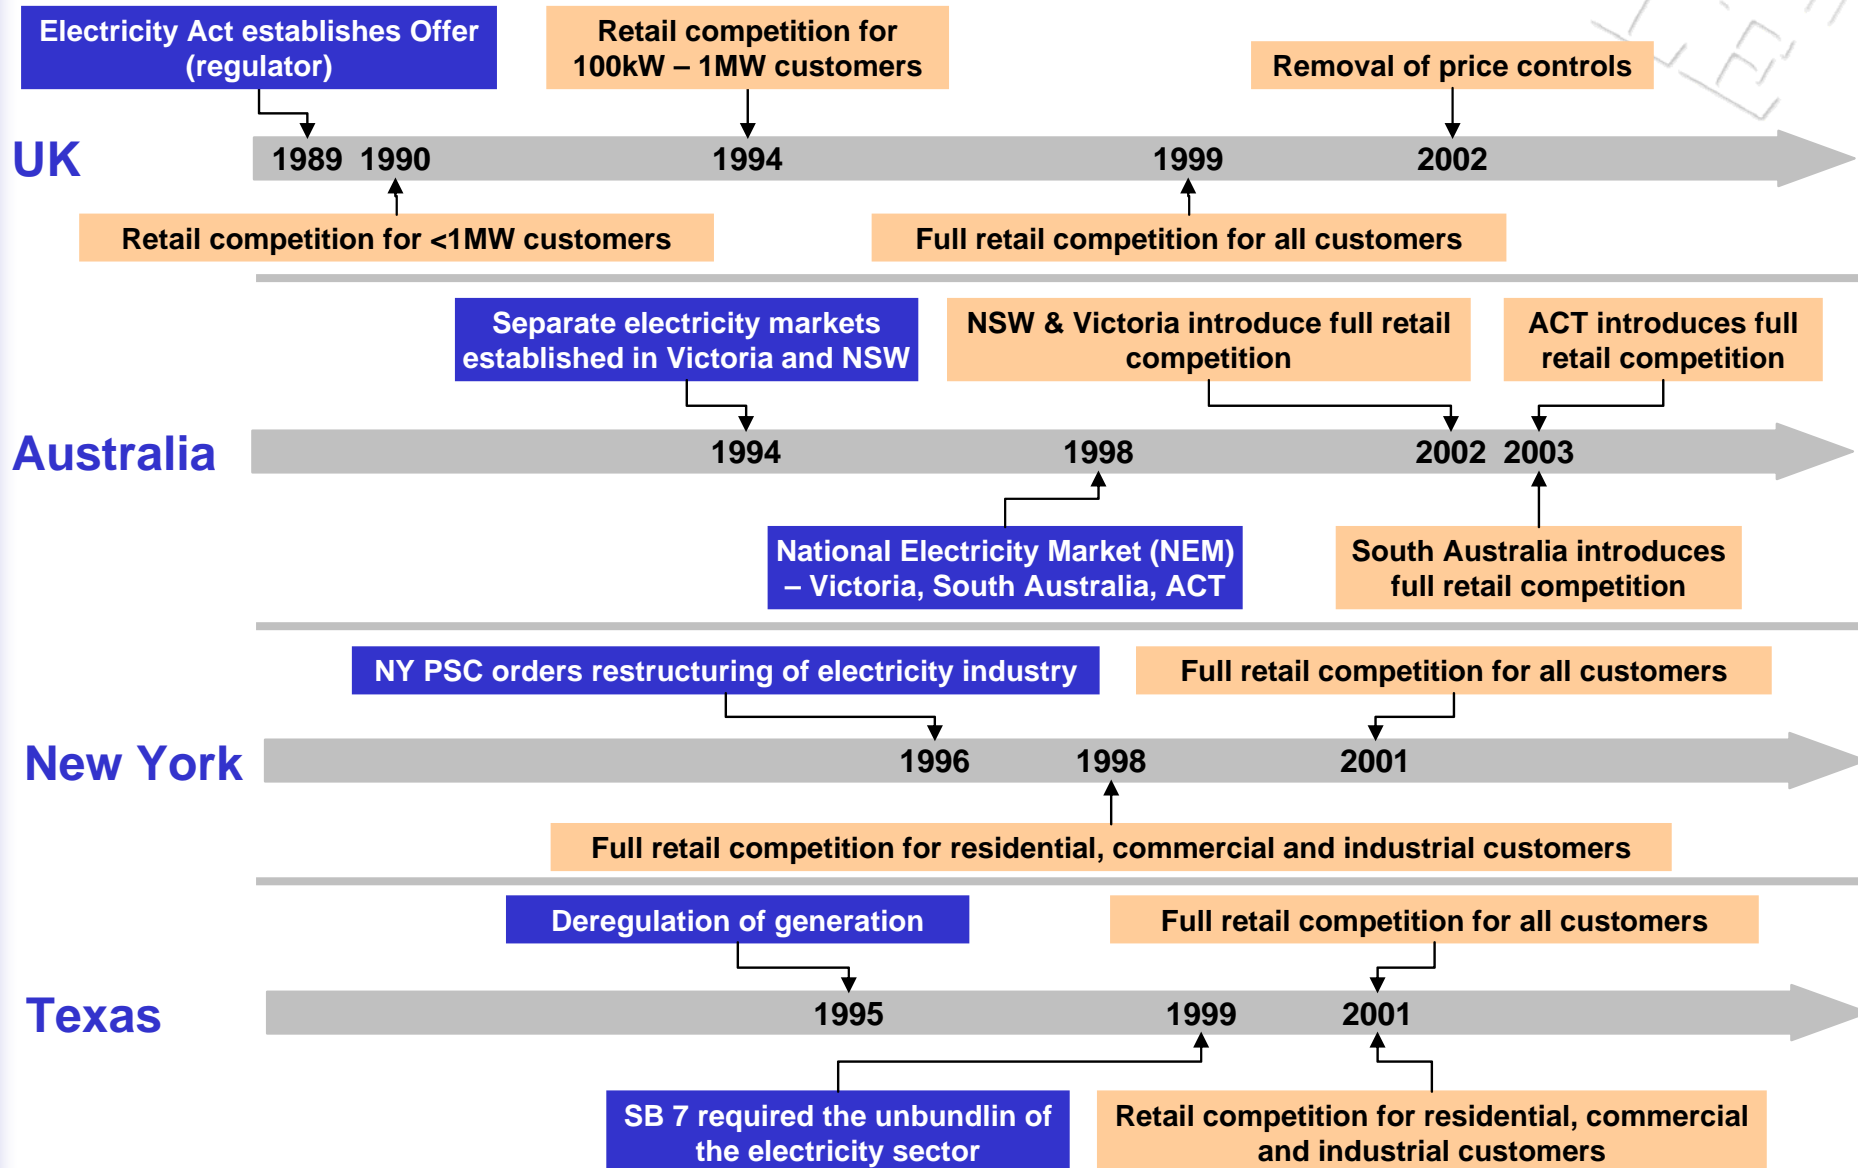 Electricity Act establishes Offer
(regulator)
Retail competition for
100kW – 1MW customers
Removal of price controls
UK
1989 1990 1994 1999 2002
Retail competition for <1MW customers
Full retail competition for all customers
Separate electricity markets
established in Victoria and NSW
NSW & Victoria introduce full retail
competition
ACT introduces full
retail competition
Australia
1994 1998 2002 2003
National Electricity Market (NEM)
– Victoria, South Australia, ACT
South Australia introduces
full retail competition
NY PSC orders restructuring of electricity industry
Full retail competition for all customers
New York
1996 1998 2001
Full retail competition for residential, commercial and industrial customers
Deregulation of generation
Full retail competition for all customers
Texas
1995 1999 2001
SB 7 required the unbundlin of
the electricity sector
Retail competition for residential, commercial
and industrial customers